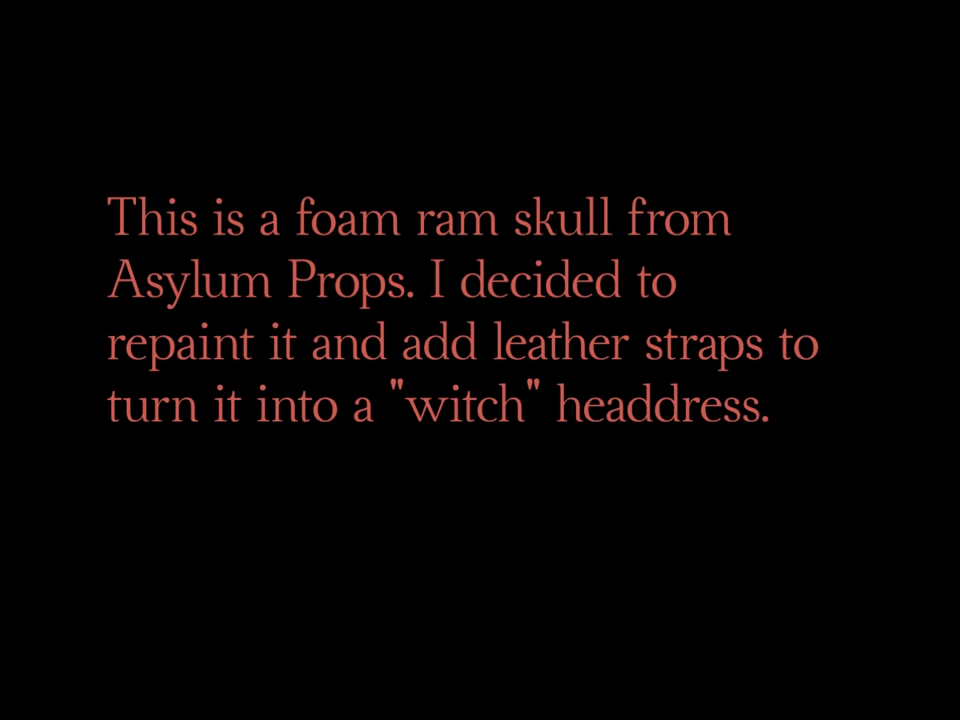 This is a foam ram skull from
Asylum Props. I decided to
repaint it and add leather straps to
turn it into a "witch" headdress.